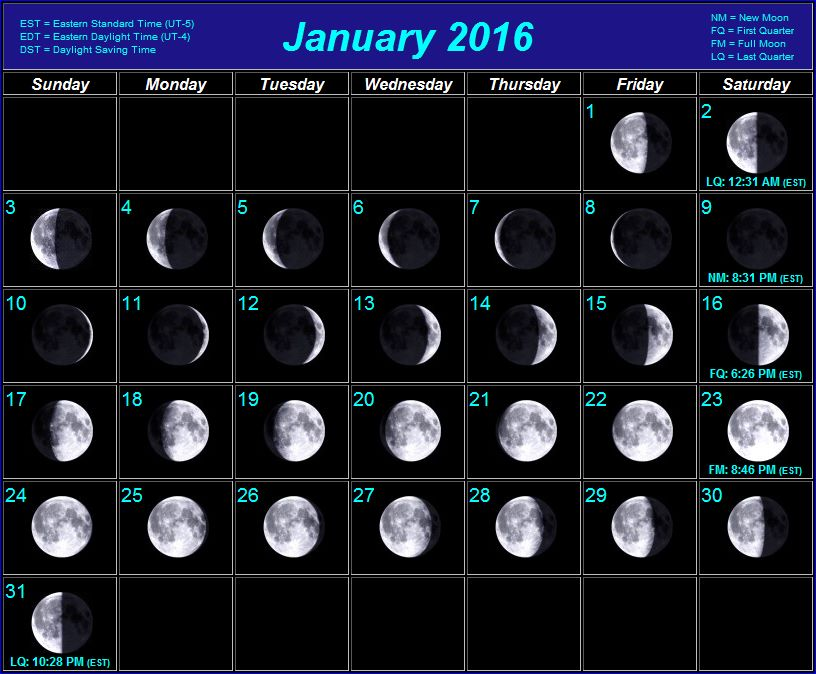 EST = Eastern Standard Time (UT-5)
EDT = Eastern Daylight Time (UT-4)
DST = Daylight Saving Time
January 2016
NM = New Moon
FQ = First Quarter
FM = Full Moon
LQ = Last Quarter
Sunday Monday Tuesday Wednesday Thursday Friday Saturday
1 2
LQ: 12:31 AM (EST)
3 4 5 6 7 8 9
NM: 8:31 PM (EST)
10 11 12 13 14 15 16
FQ: 6:26 PM (EST)
17 18 19 20 21 22 23
FM: 8:46 PM (EST)
24 25 26 27 28 29 30
31
LQ: 10:28 PM (EST)